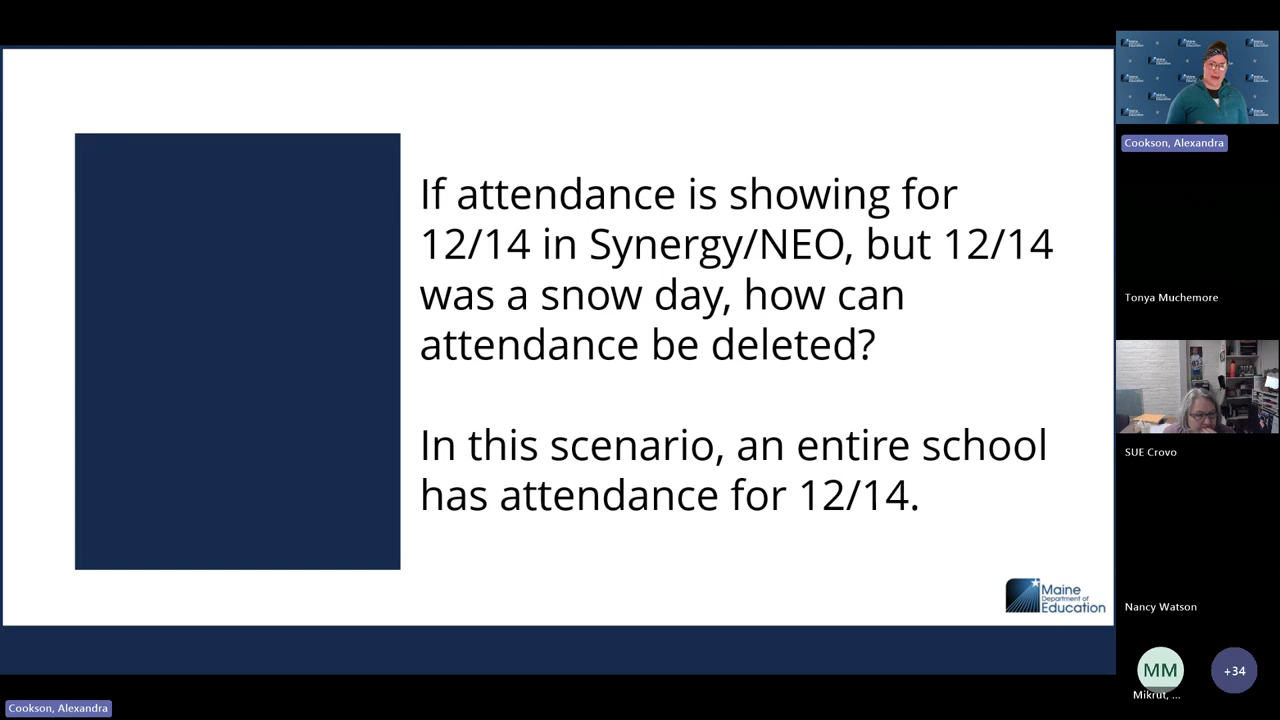 If attendance is showing for
12/14 in Synergy/NEO, but 12/14
was a snow day, how can
attendance be deleted?
In this scenario, an entire school
has attendance for 12/14.
Maine
Department of
Education
Cookson, Alexandra
Tonya Muchemore
SUE Crovo
Nancy Watson
MM
Mikrut, ...
+34
Cookson, Alexandra